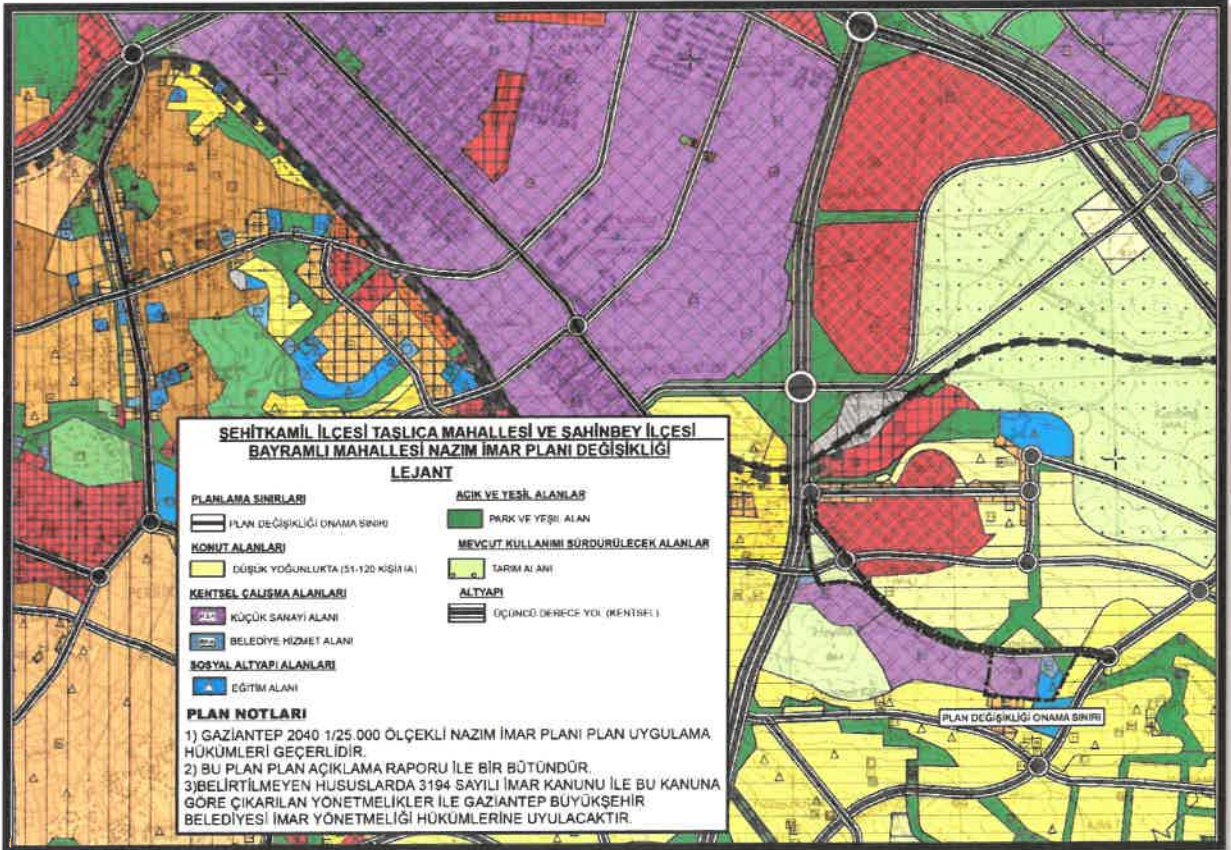 ŞEHİTKAMİL İLÇESİ TAŞLICA MAHALLESİ VE ŞAHİNBEY İLÇESİ
BAYRAMLI MAHALLESİ NAZIM İMAR PLANI DEĞİŞİKLİĞİ
LEJANT
PLANLAMA SINIRLARI
PLAN DEĞİŞİKLİĞİ ONAMA SINIRI
KONUT ALANLARI
DÜŞÜK YOĞUNLUKTA (51-120 KİŞİ/HA)
KENTSEL ÇALIŞMA ALANLARI
KÜÇÜK SANAYİ ALANI
BELEDİYE HİZMET ALANI
SOSYAL ALTYAPI ALANLARI
EĞİTİM ALANI
AÇIK VE YEŞİL ALANLAR
PARK VE YEŞİL ALAN
MEVCUT KULLANIMI SÜRDÜRÜLECEK ALANLAR
TARIM ALANI
ALTYAPI
ÜÇÜNCÜ DERECE YOL (KENTSEL)
PLAN NOTLARI
1) GAZİANTEP 2040 1/25.000 ÖLÇEKLİ NAZIM İMAR PLANI PLAN UYGULAMA
HÜKÜMLERİ GEÇERLİDİR.
2) BU PLAN PLAN AÇIKLAMA RAPORU İLE BİR BÜTÜNDÜR.
3)BELİRTİLMEYEN HUSUSLARDA 3194 SAYILI İMAR KANUNU İLE BU KANUNA
GÖRE ÇIKARILAN YÖNETMELİKLER İLE GAZİANTEP BÜYÜKŞEHİR
BELEDİYESİ İMAR YÖNETMELİĞİ HÜKÜMLERİNE UYULACAKTIR.
PLAN DEĞİŞİKLİĞİ ONAMA SINIRI